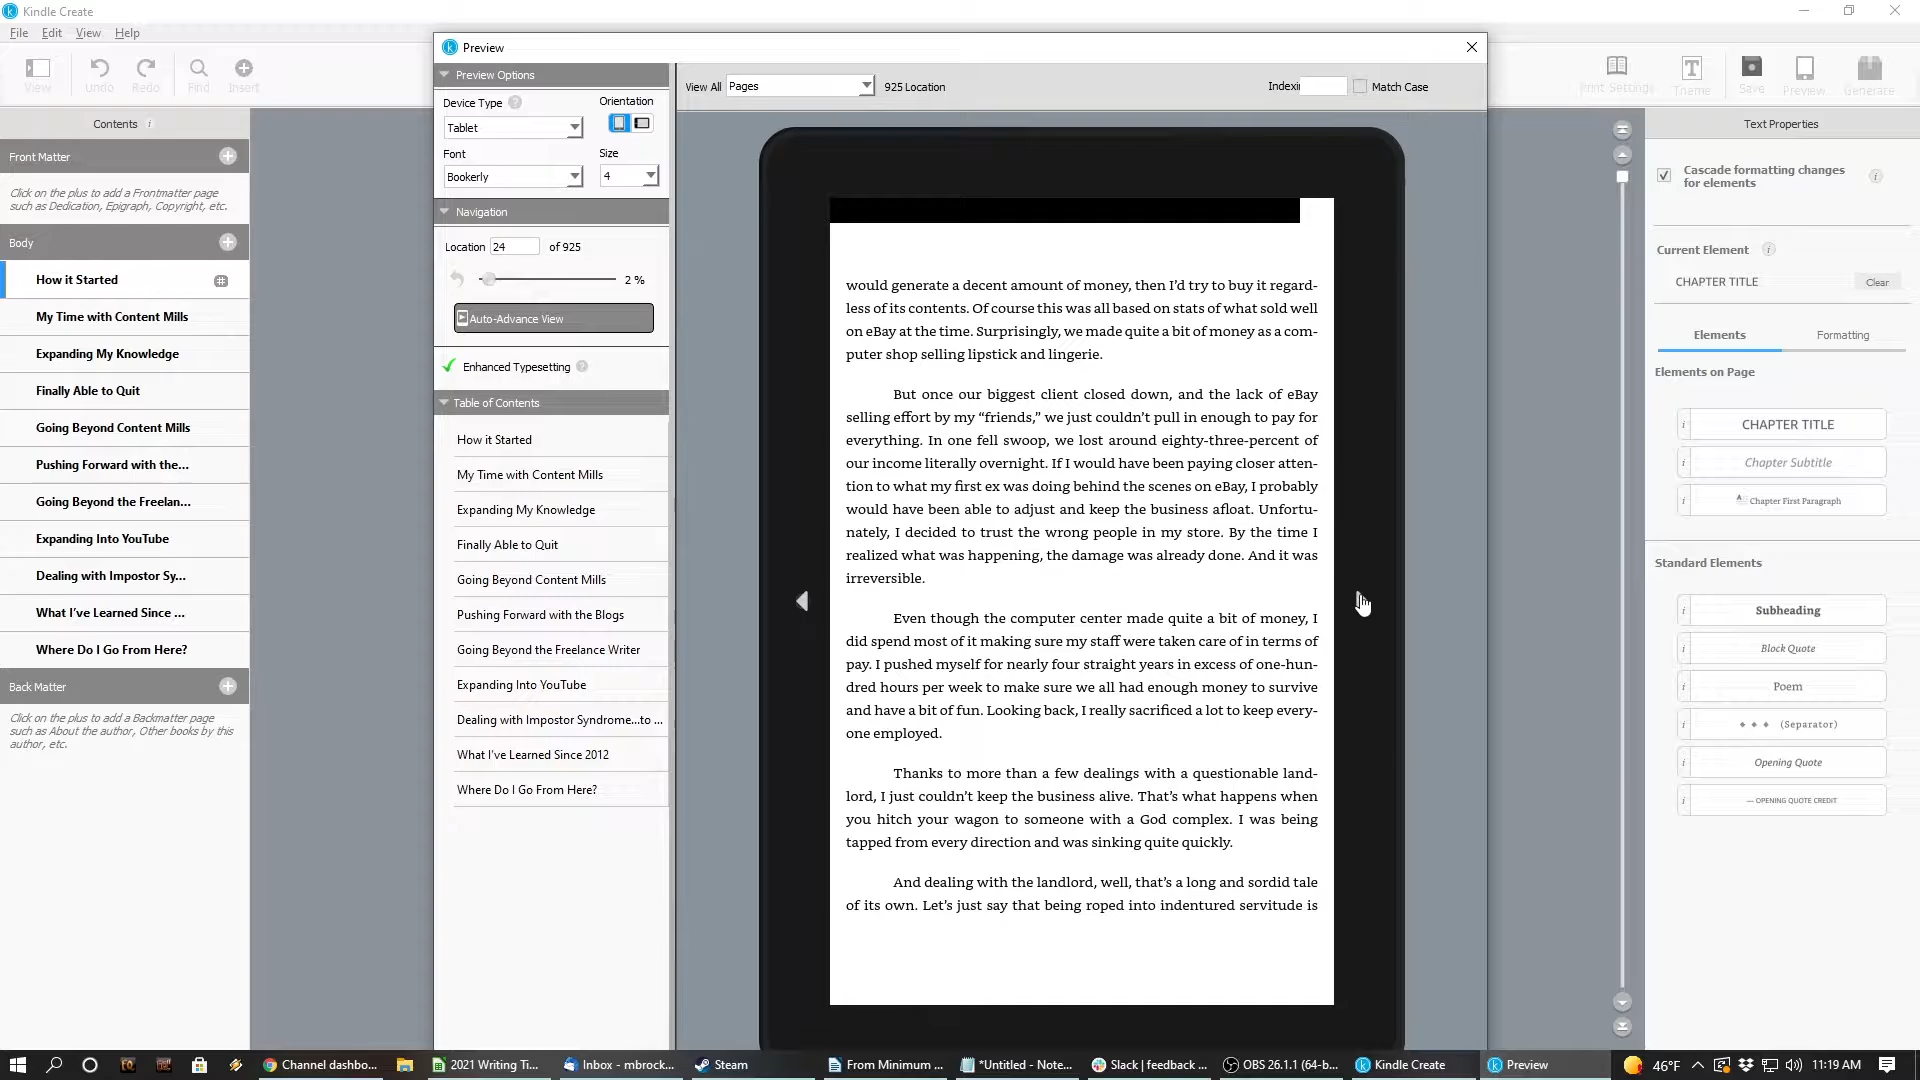 Kindle Create
File Edit View Help
View Undo Redo Find Insert
Print Settings Theme Save Preview Generate
Contents
Front Matter
Click on the plus to add a Frontmatter page
such as Dedication, Epigraph, Copyright, etc.
Body
How it Started
My Time with Content Mills
Expanding My Knowledge
Finally Able to Quit
Going Beyond Content Mills
Pushing Forward with the...
Going Beyond the Freelan...
Expanding Into YouTube
Dealing with Impostor Sy...
What I've Learned Since ...
Where Do I Go From Here?
Back Matter
Click on the plus to add a Backmatter page
such as About the author, Other books by this
author, etc.
Preview
Preview Options
Device Type Orientation
Tablet
Font Size
Bookerly 4
Navigation
Location 24 of 925
2 %
Auto-Advance View
Enhanced Typesetting
Table of Contents
How it Started
My Time with Content Mills
Expanding My Knowledge
Finally Able to Quit
Going Beyond Content Mills
Pushing Forward with the Blogs
Going Beyond the Freelance Writer
Expanding Into YouTube
Dealing with Impostor Syndrome...to ...
What I've Learned Since 2012
Where Do I Go From Here?
View All Pages 925 Location Indexin Match Case
would generate a decent amount of money, then I’d try to buy it regard-
less of its contents. Of course this was all based on stats of what sold well
on eBay at the time. Surprisingly, we made quite a bit of money as a com-
puter shop selling lipstick and lingerie.
But once our biggest client closed down, and the lack of eBay
selling effort by my “friends,” we just couldn’t pull in enough to pay for
everything. In one fell swoop, we lost around eighty-three-percent of
our income literally overnight. If I would have been paying closer atten-
tion to what my first ex was doing behind the scenes on eBay, I probably
would have been able to adjust and keep the business afloat. Unfortu-
nately, I decided to trust the wrong people in my store. By the time I
realized what was happening, the damage was already done. And it was
irreversible.
Even though the computer center made quite a bit of money, I
did spend most of it making sure my staff were taken care of in terms of
pay. I pushed myself for nearly four straight years in excess of one-hun-
dred hours per week to make sure we all had enough money to survive
and have a bit of fun. Looking back, I really sacrificed a lot to keep every-
one employed.
Thanks to more than a few dealings with a questionable land-
lord, I just couldn’t keep the business alive. That’s what happens when
you hitch your wagon to someone with a God complex. I was being
tapped from every direction and was sinking quite quickly.
And dealing with the landlord, well, that’s a long and sordid tale
of its own. Let’s just say that being roped into indentured servitude is
Text Properties
Cascade formatting changes
for elements
Current Element
CHAPTER TITLE Clear
Elements Formatting
Elements on Page
CHAPTER TITLE
Chapter Subtitle
Chapter First Paragraph
Standard Elements
Subheading
Block Quote
Poem
(Separator)
Opening Quote
— OPENING QUOTE CREDIT
Channel dashbo... 2021 Writing Ti... Inbox - mbrock... Steam From Minimum ... *Untitled - Note... Slack | feedback ... OBS 26.1.1 (64-b... Kindle Create Preview 46°F 11:19 AM